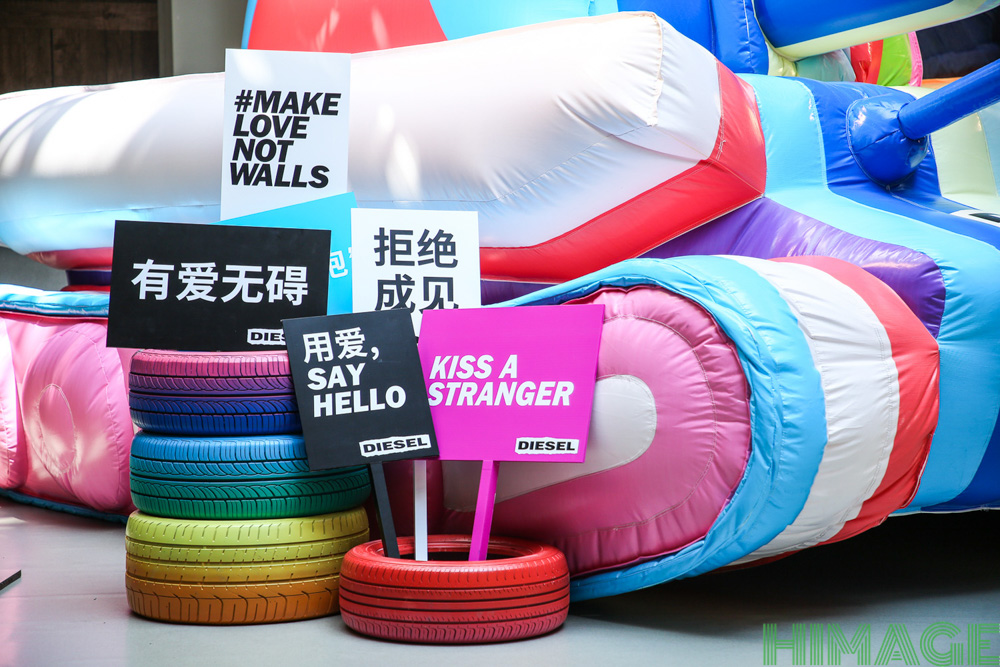 #MAKE
LOVE
NOT
WALLS
有爱无碍
拒绝
成见
用爱，
SAY
HELLO
DIESEL
KISS A
STRANGER
DIESEL
HIMAGE